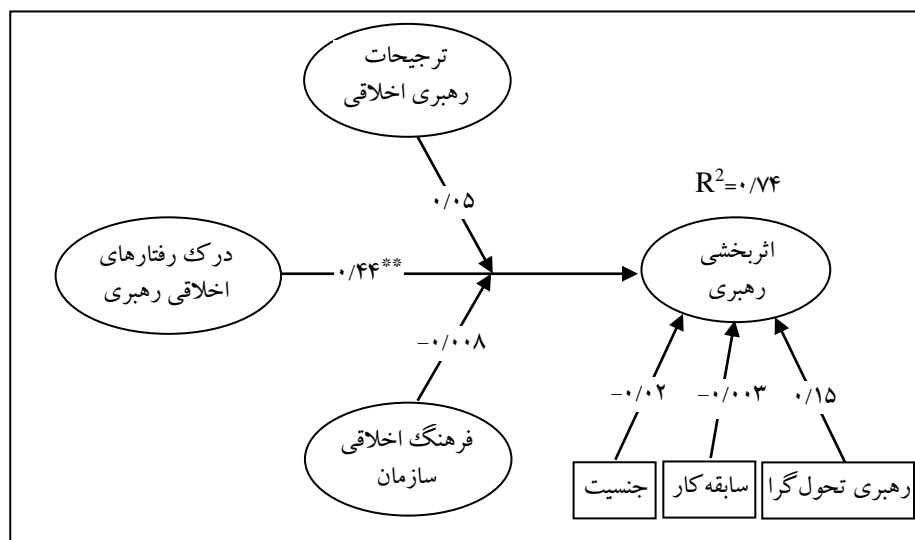 ترجیحات
رهبری اخلاقی
R²=۰/۷۴
۰/۰۵
درک رفتارهای
اخلاقی رهبری
۰/۴۴**
اثربخشی
رهبری
-۰/۰۰۸
-۰/۰۲
-۰/۰۰۳
۰/۱۵
فرهنگ اخلاقی
سازمان
جنسیت
سابقه کار
رهبری تحول‌گرا